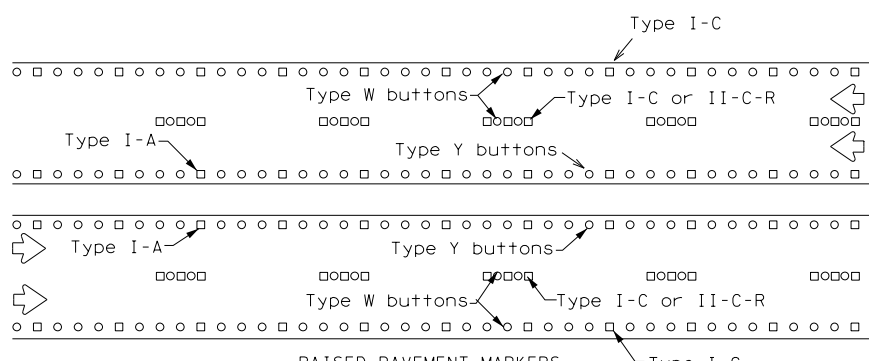 Type I-C
Type W buttons
Type I-C or II-C-R
Type I-A
Type Y buttons
Type I-A
Type Y buttons
Type W buttons
Type I-C or II-C-R
RAISED PAVEMENT MARKERS
Type I-C